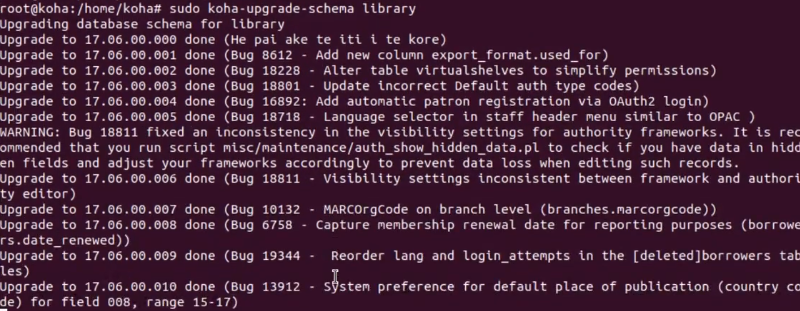 root@koha:/home/koha# sudo koha-upgrade-schema library
Upgrading database schema for library
Upgrade to 17.06.00.000 done (He pai ake te iti i te kore)
Upgrade to 17.06.00.001 done (Bug 8612 - Add new column export_format.used_for)
Upgrade to 17.06.00.002 done (Bug 18228 - Alter table virtualshelves to simplify permissions)
Upgrade to 17.06.00.003 done (Bug 18801 - Update incorrect Default auth type codes)
Upgrade to 17.06.00.004 done (Bug 16892: Add automatic patron registration via OAuth2 login)
Upgrade to 17.06.00.005 done (Bug 18718 - Language selector in staff header menu similar to OPAC )
WARNING: Bug 18811 fixed an inconsistency in the visibility settings for authority frameworks. It is rec
ommended that you run script misc/maintenance/auth_show_hidden_data.pl to check if you have data in hidd
en fields and adjust your frameworks accordingly to prevent data loss when editing such records.
Upgrade to 17.06.00.006 done (Bug 18811 - Visibility settings inconsistent between framework and authori
ty editor)
Upgrade to 17.06.00.007 done (Bug 10132 - MARCOrgCode on branch level (branches.marcorgcode))
Upgrade to 17.06.00.008 done (Bug 6758 - Capture membership renewal date for reporting purposes (borrowe
rs.date_renewed))
Upgrade to 17.06.00.009 done (Bug 19344 -  Reorder lang and login_attempts in the [deleted]borrowers tab
les)
Upgrade to 17.06.00.010 done (Bug 13912 - System preference for default place of publication (country co
de) for field 008, range 15-17)